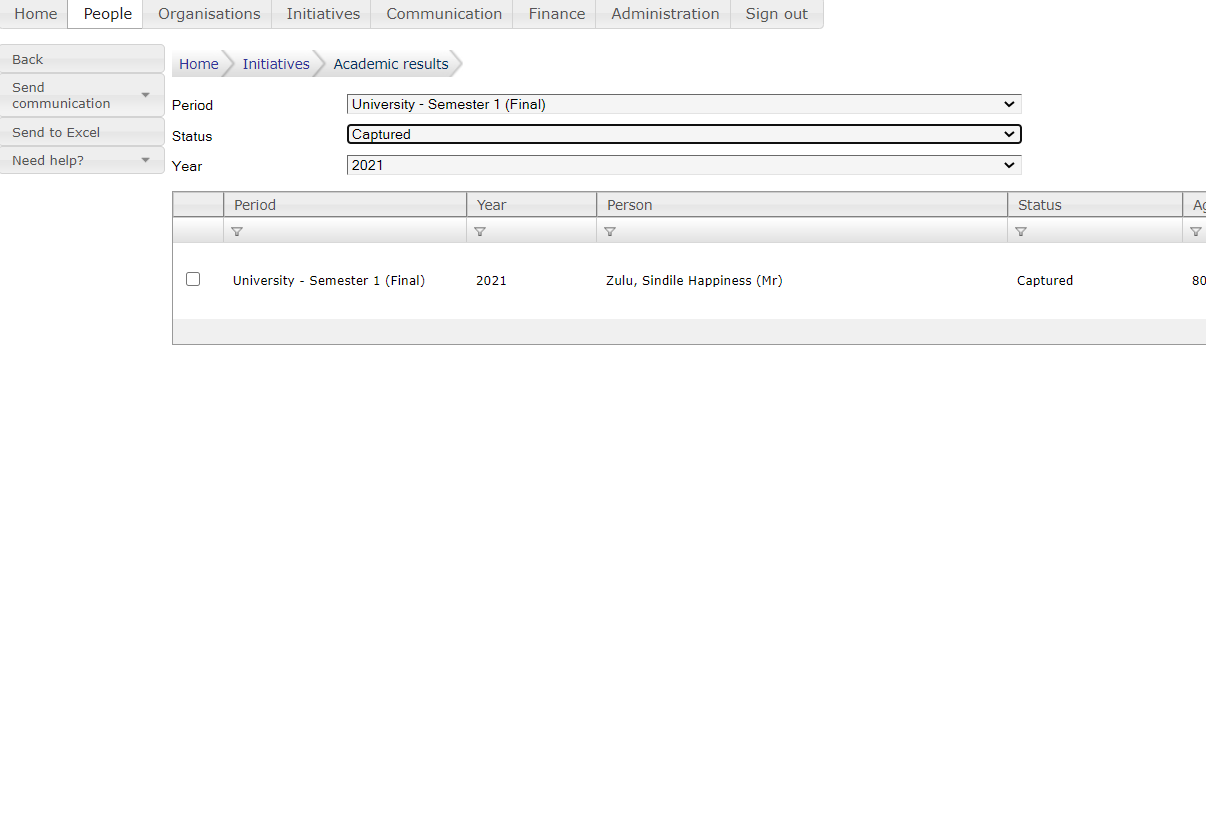 Home People Organisations Initiatives Communication Finance Administration Sign out
Back
Send
communication
Send to Excel
Need help?
Home Initiatives Academic results
Period University - Semester 1 (Final)
Status Captured
Year 2021
Period Year Person Status Ag
University - Semester 1 (Final) 2021 Zulu, Sindile Happiness (Mr) Captured 80